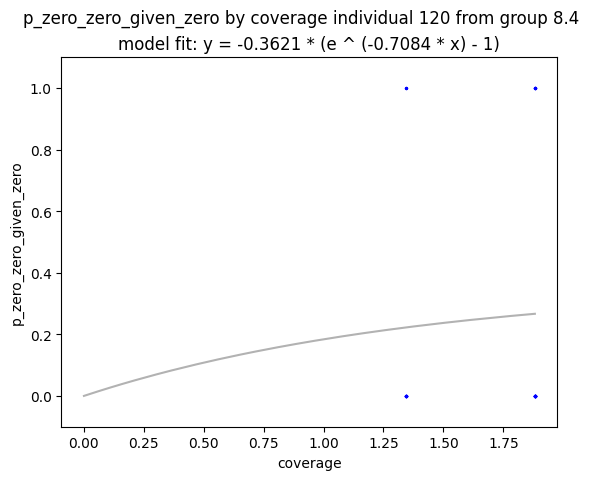 p_zero_zero_given_zero by coverage individual 120 from group 8.4
model fit: y = -0.3621 * (e ^ (-0.7084 * x) - 1)
1.0
0.8
0.6
0.4
0.2
0.0
p_zero_zero_given_zero
0.00 0.25 0.50 0.75 1.00 1.25 1.50 1.75
coverage